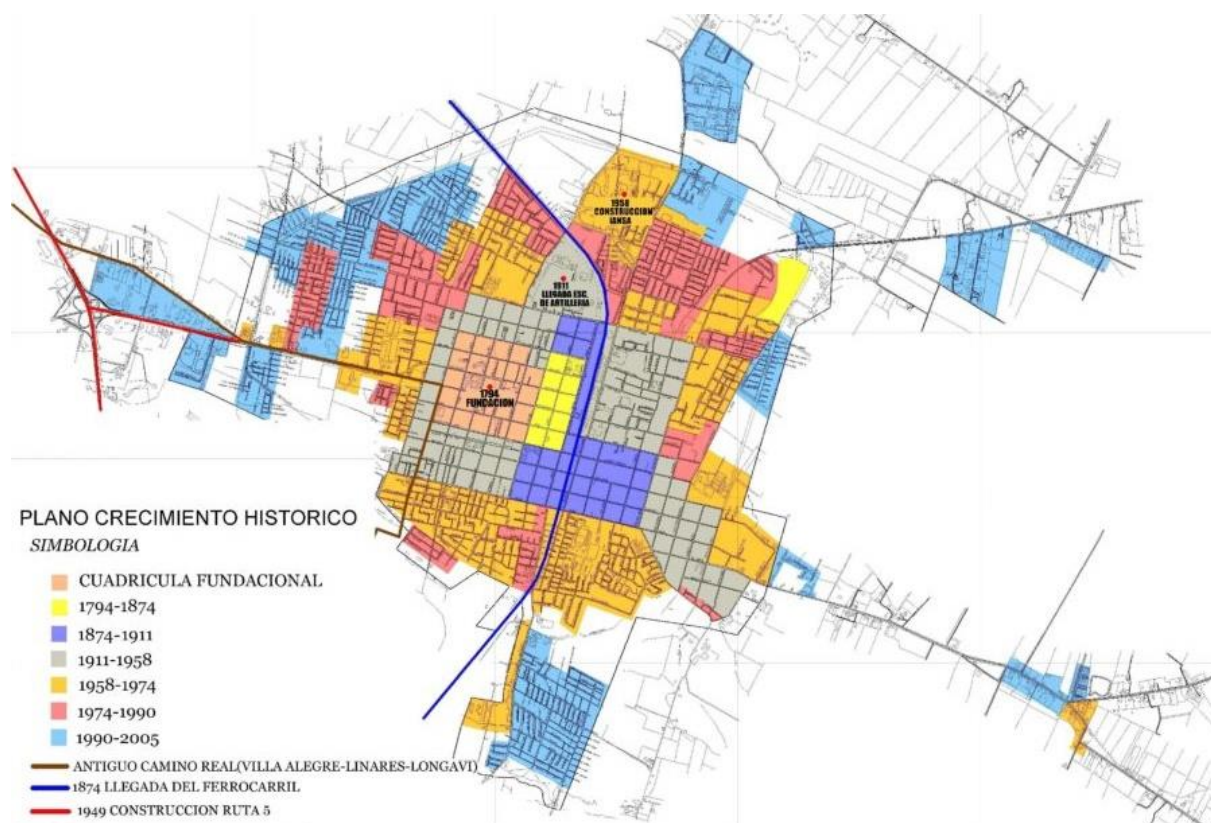 1958
CONSTRUCCION
IANSA
1911
LLEGADA ESC.
DE ARTILLERIA
1794
FUNDACION
PLANO CRECIMIENTO HISTORICO
SIMBOLOGIA
CUADRICULA FUNDACIONAL
1794-1874
1874-1911
1911-1958
1958-1974
1974-1990
1990-2005
ANTIGUO CAMINO REAL(VILLA ALEGRE-LINARES-LONGAVI)
1874 LLEGADA DEL FERROCARRIL
1949 CONSTRUCCION RUTA 5